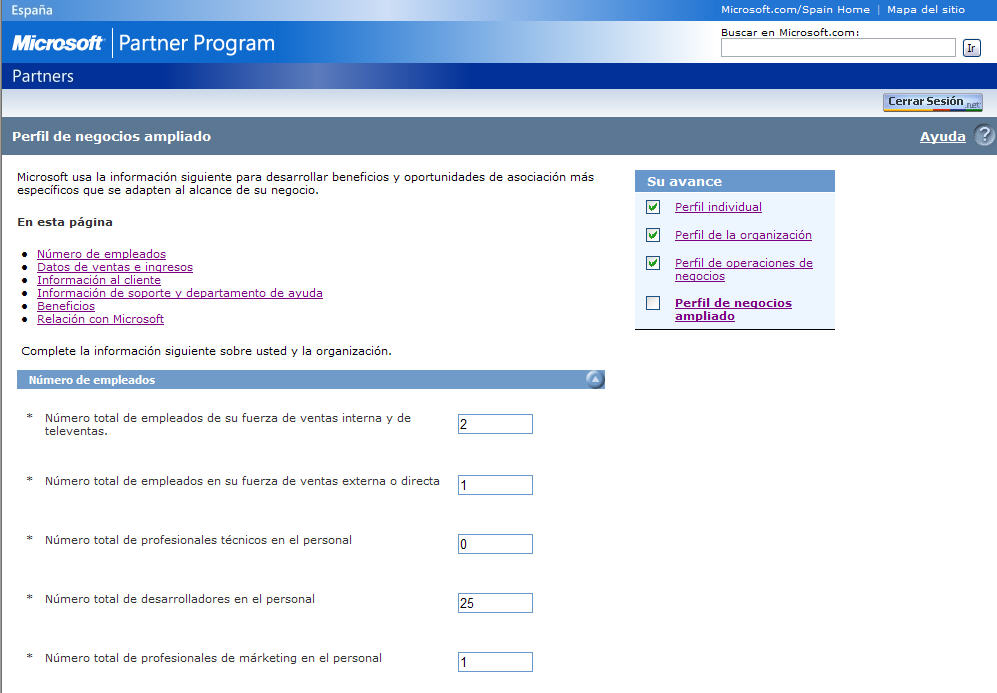 España
Microsoft.com/Spain Home | Mapa del sitio
Microsoft Partner Program
Buscar en Microsoft.com:
Ir
Partners
Cerrar Sesión .net
Perfil de negocios ampliado
Ayuda ?
Microsoft usa la información siguiente para desarrollar beneficios y oportunidades de asociación más
específicos que se adapten al alcance de su negocio.
En esta página
Número de empleados
Datos de ventas e ingresos
Información al cliente
Información de soporte y departamento de ayuda
Beneficios
Relación con Microsoft
Su avance
Perfil individual
Perfil de la organización
Perfil de operaciones de
negocios
Perfil de negocios
ampliado
Complete la información siguiente sobre usted y la organización.
Número de empleados
* Número total de empleados de su fuerza de ventas interna y de
televentas.
2
* Número total de empleados en su fuerza de ventas externa o directa
1
* Número total de profesionales técnicos en el personal
0
* Número total de desarrolladores en el personal
25
* Número total de profesionales de márketing en el personal
1